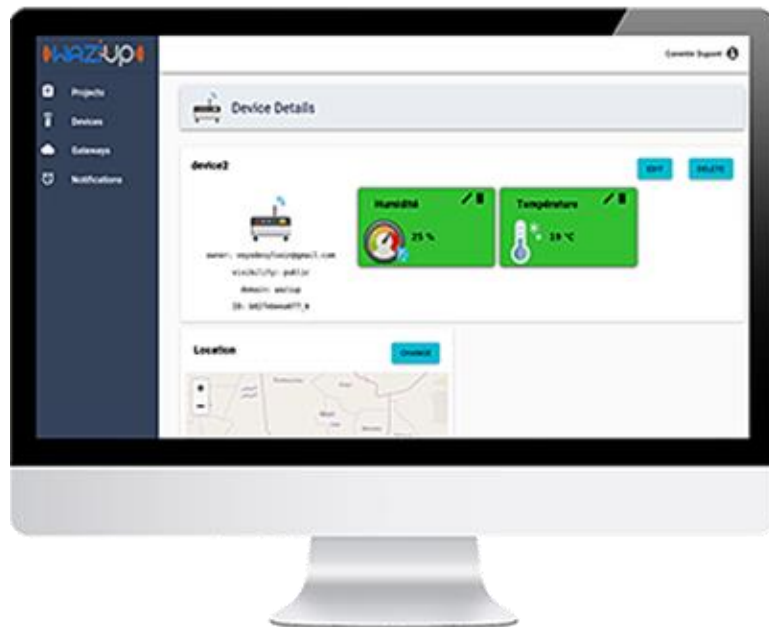 WAZIUP
Projects
Devices
Gateways
Notifications
Device Details
device2
EDIT
DELETE
Humidité
25 %
Température
visibility: public
domain: waziup
Location
CHANGE
+
−